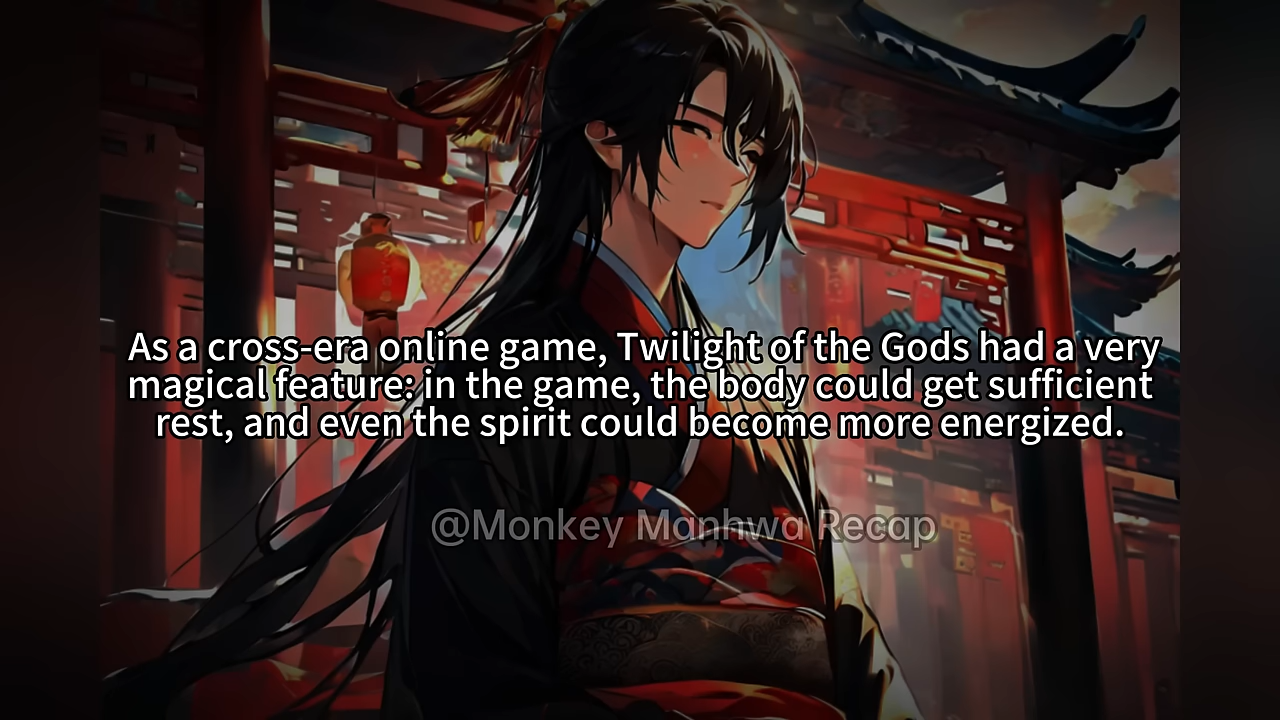 As a cross-era online game, Twilight of the Gods had a very
magical feature: in the game, the body could get sufficient
rest, and even the spirit could become more energized.
@Monkey Manhwa Recap